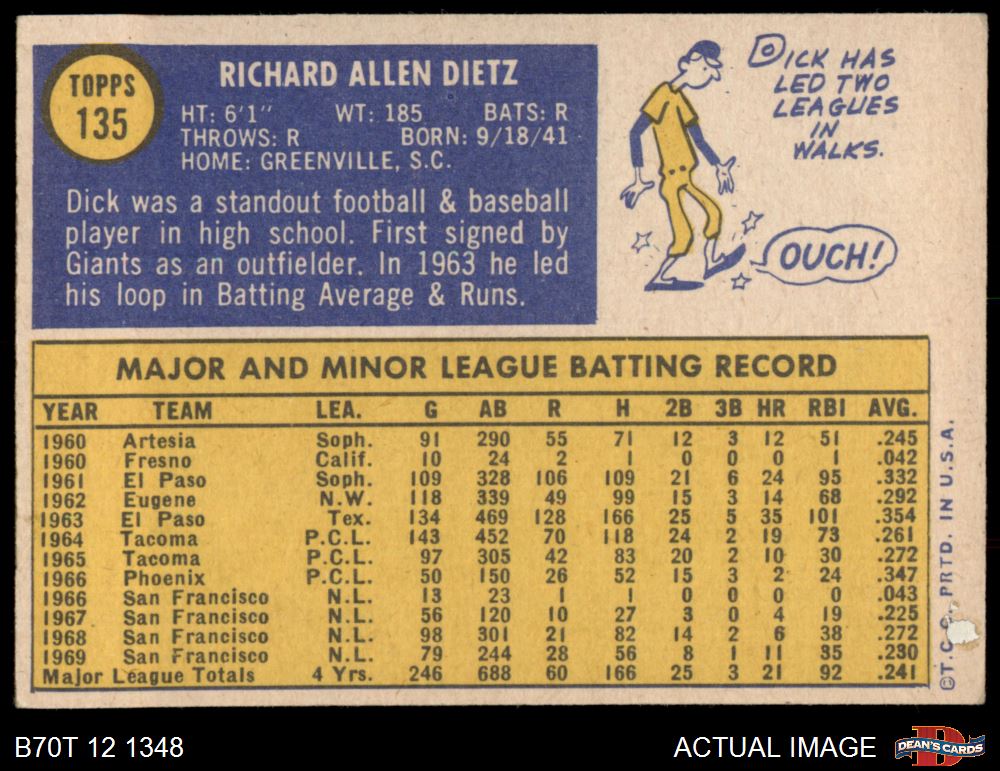 TOPPS
135
RICHARD ALLEN DIETZ
HT: 6'1" WT: 185 BATS: R
THROWS: R BORN: 9/18/41
HOME: GREENVILLE, S.C.
Dick was a standout football & baseball
player in high school. First signed by
Giants as an outfielder. In 1963 he led
his loop in Batting Average & Runs.
DICK HAS
LED TWO
LEAGUES
IN
WALKS.
OUCH!
MAJOR AND MINOR LEAGUE BATTING RECORD
YEAR TEAM LEA. G AB R H 2B 3B HR RBI AVG.
1960 Artesia Soph. 91 290 55 71 12 3 12 51 .245
1960 Fresno Calif. 10 24 2 1 0 0 0 1 .042
1961 El Paso Soph. 109 328 106 109 21 6 24 95 .332
1962 Eugene N.W. 118 339 49 99 15 3 14 68 .292
1963 El Paso Tex. 134 469 128 166 25 5 35 101 .354
1964 Tacoma P.C.L. 143 452 70 118 24 2 19 73 .261
1965 Tacoma P.C.L. 97 305 42 83 20 2 10 30 .272
1966 Phoenix P.C.L. 50 150 26 52 15 3 2 24 .347
1966 San Francisco N.L. 13 23 1 1 0 0 0 0 .043
1967 San Francisco N.L. 56 120 10 27 3 0 4 19 .225
1968 San Francisco N.L. 98 301 21 82 14 2 6 38 .272
1969 San Francisco N.L. 79 244 28 56 8 1 11 35 .230
Major League Totals 4 Yrs. 246 688 60 166 25 3 21 92 .241
©T.C.G. PRTD. IN U.S.A.
B70T 12 1348
ACTUAL IMAGE
D
DEAN'S CARDS